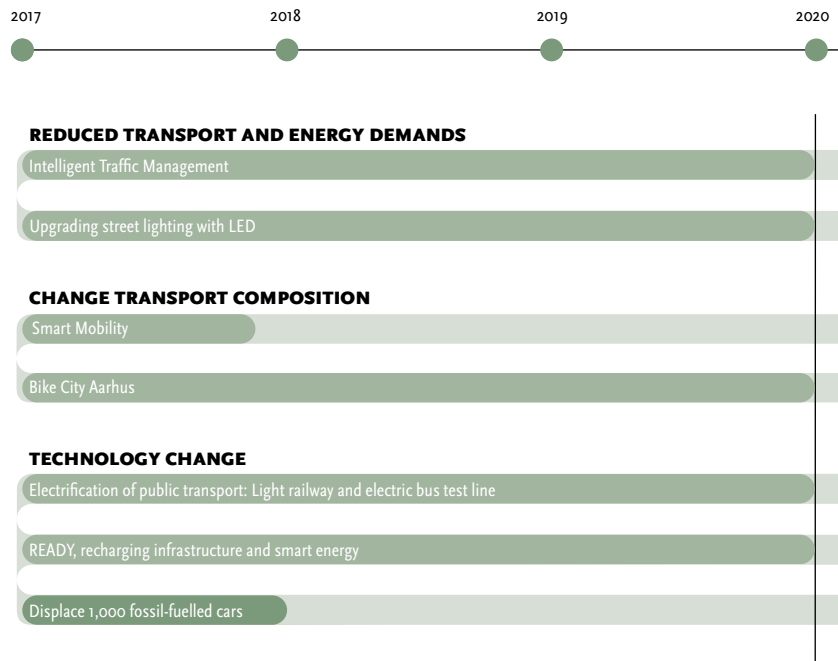 2017 2018 2019 2020
REDUCED TRANSPORT AND ENERGY DEMANDS
Intelligent Traffic Management
Upgrading street lighting with LED
CHANGE TRANSPORT COMPOSITION
Smart Mobility
Bike City Aarhus
TECHNOLOGY CHANGE
Electrification of public transport: Light railway and electric bus test line
READY, recharging infrastructure and smart energy
Displace 1,000 fossil-fuelled cars